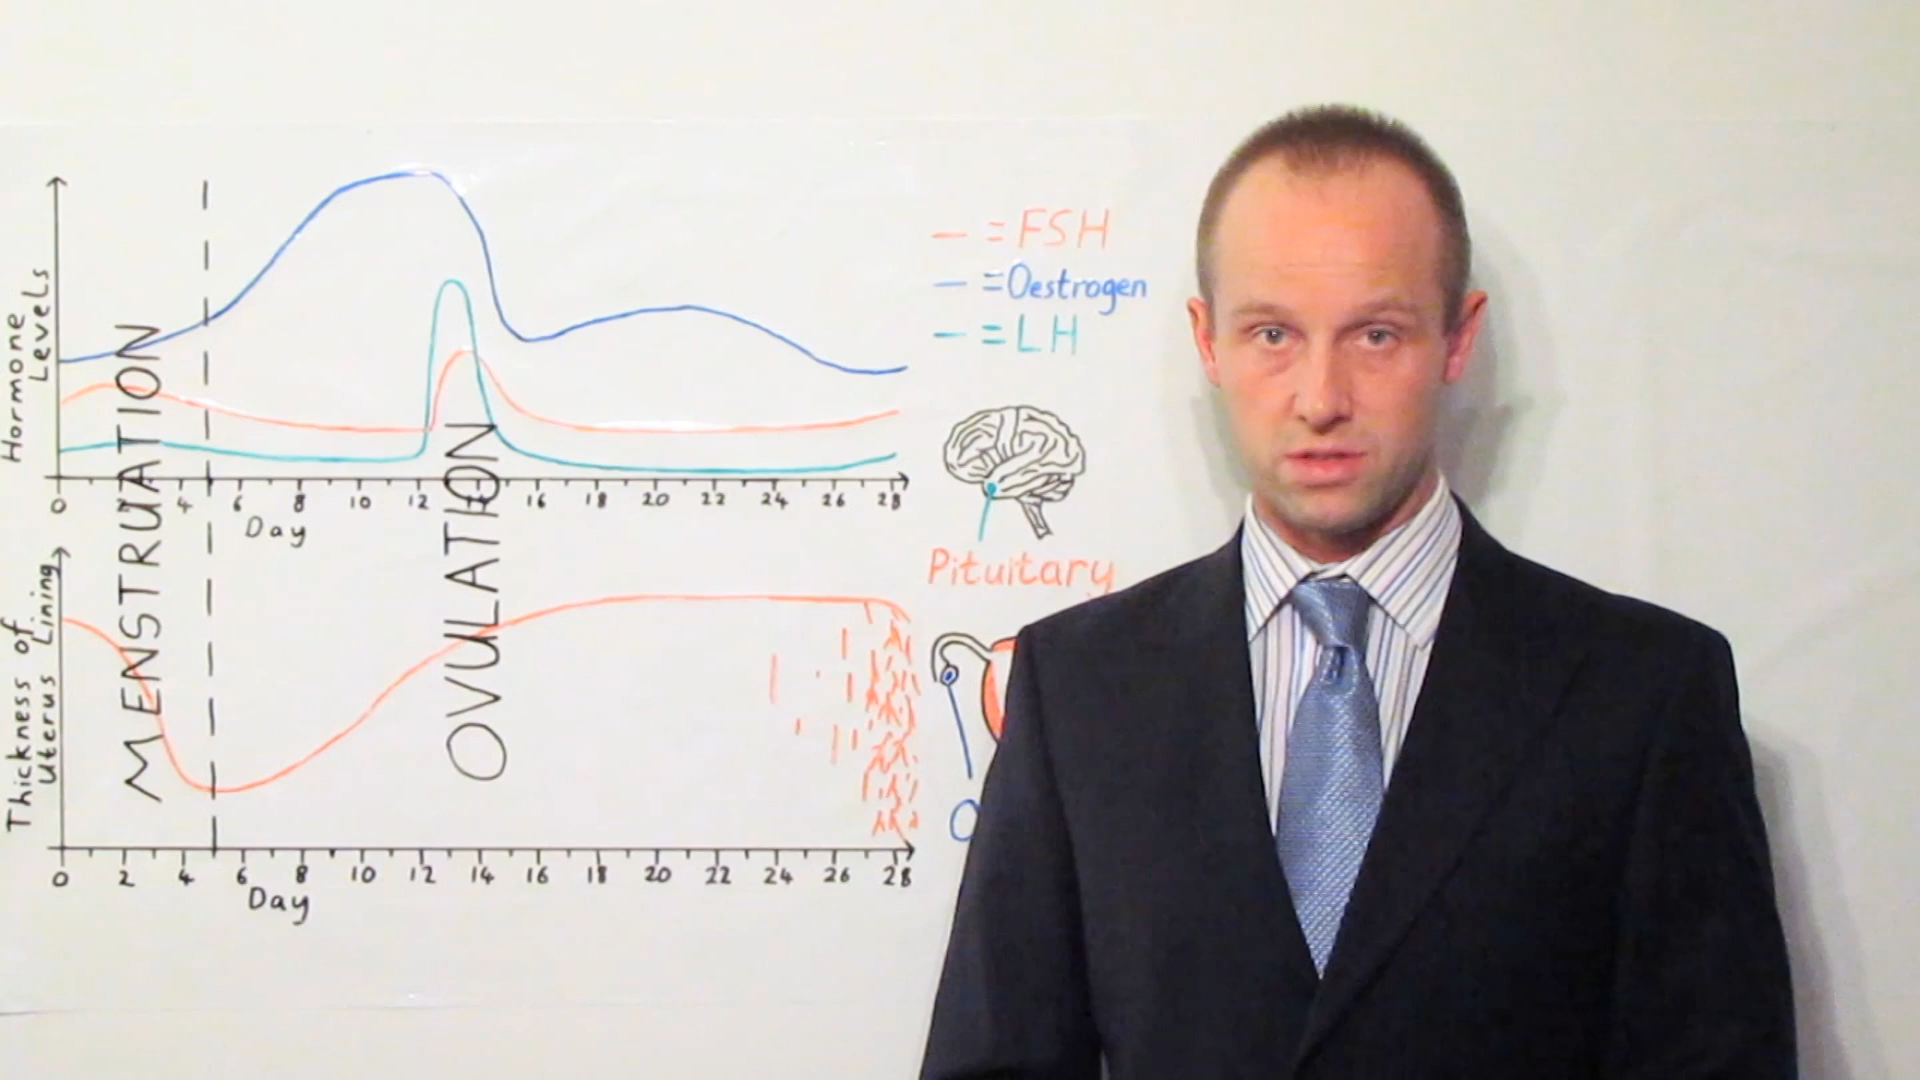 Hormone
Levels
MENSTRUATION
OVULATION
0 2 4 6 8 10 12 14 16 18 20 22 24 26 28
Day
Thickness of
Uterus Lining
0 2 4 6 8 10 12 14 16 18 20 22 24 26 28
Day
— = FSH
— = Oestrogen
— = LH
Pituitary
O